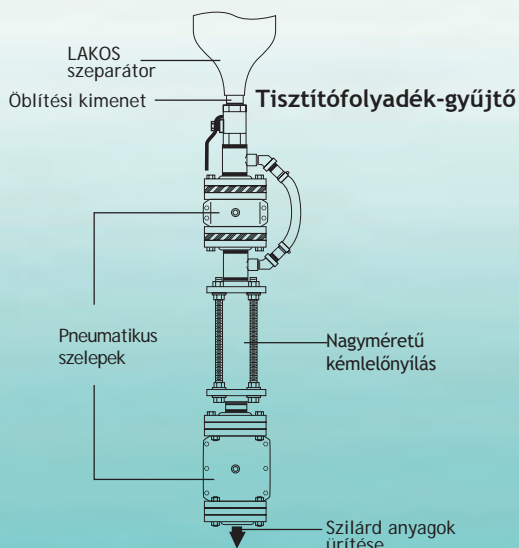 LAKOS
szeparátor
Öblítési kimenet
Tisztítófolyadék-gyűjtő
Pneumatikus
szelepek
Nagyméretű
kémlelőnyílás
Szilárd anyagok
ürítése